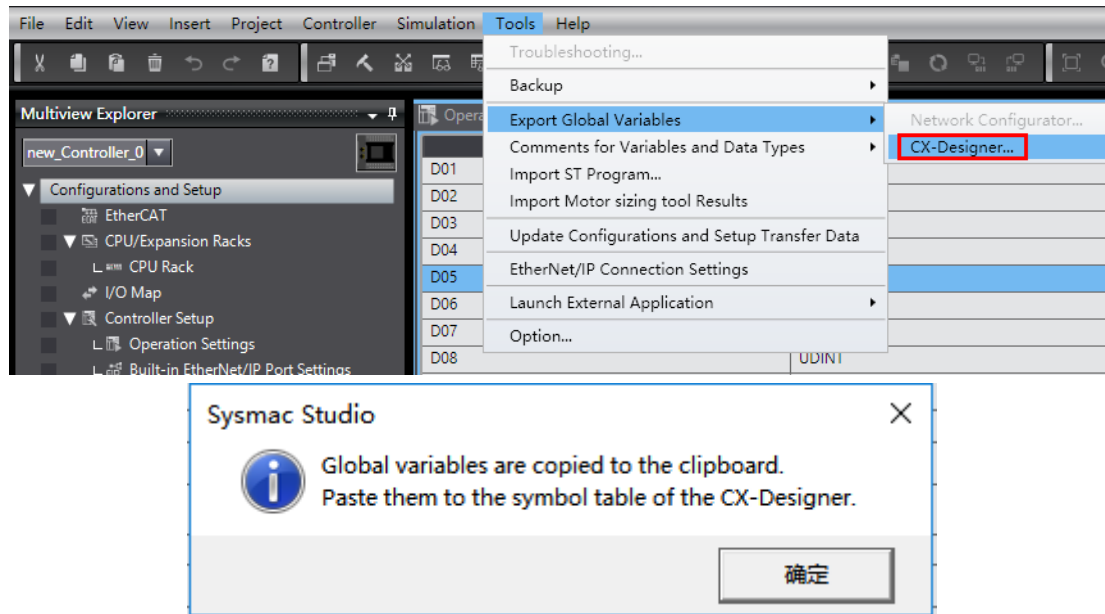 File Edit View Insert Project Controller Simulation Tools Help
Troubleshooting...
Backup
Multiview Explorer
Opera
Export Global Variables
Network Configurator...
new_Controller_0
Comments for Variables and Data Types
CX-Designer...
D01
Import ST Program...
Configurations and Setup
D02
Import Motor sizing tool Results
EtherCAT
D03
Update Configurations and Setup Transfer Data
CPU/Expansion Racks
D04
CPU Rack
D05
EtherNet/IP Connection Settings
I/O Map
D06
Launch External Application
Controller Setup
D07
Option...
Operation Settings
D08
UDINT
Built-in EtherNet/IP Port Settings
Sysmac Studio
Global variables are copied to the clipboard.
Paste them to the symbol table of the CX-Designer.
确定